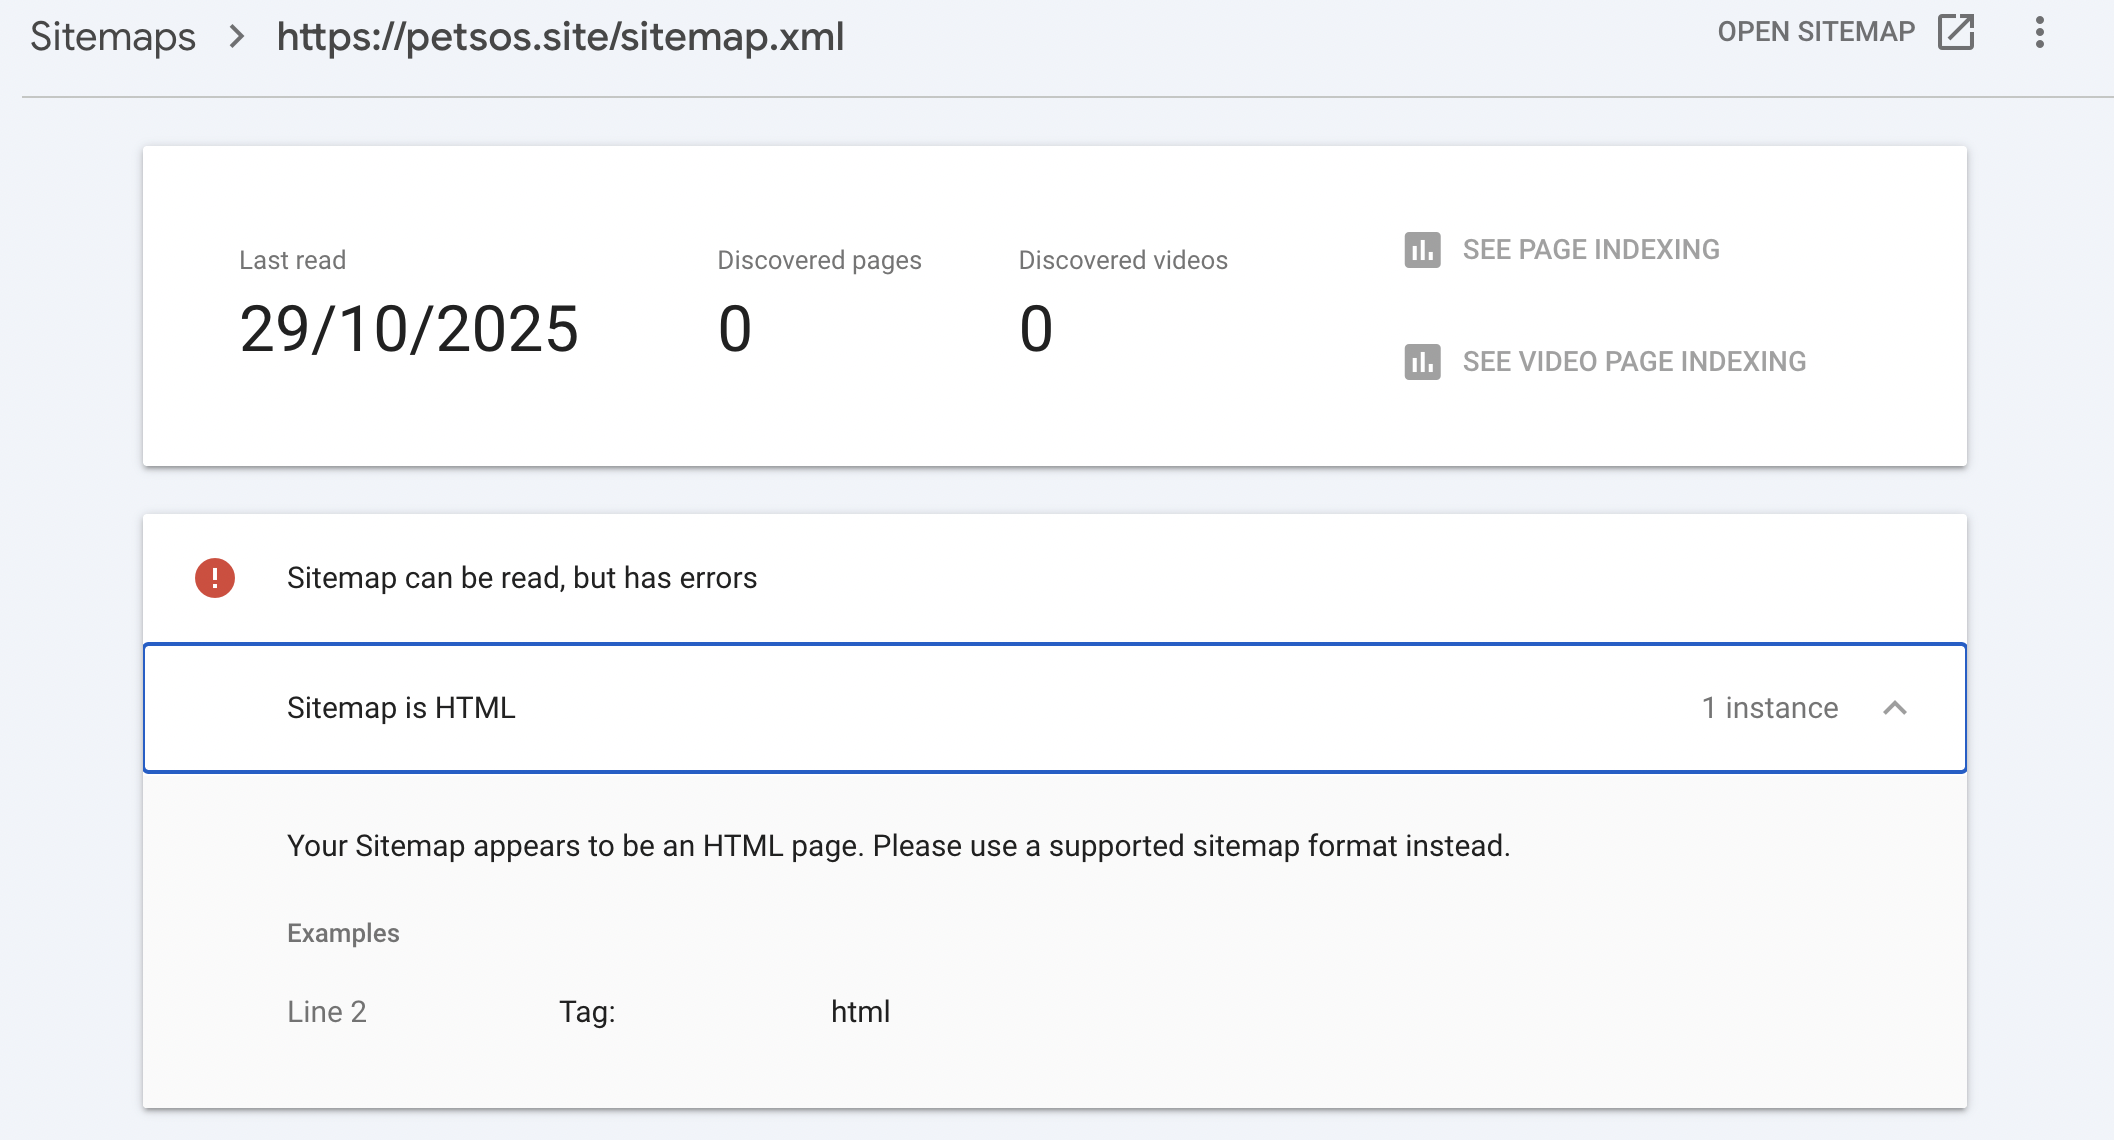 Sitemaps > https://petsos.site/sitemap.xml
OPEN SITEMAP
Last read
29/10/2025
Discovered pages
0
Discovered videos
0
SEE PAGE INDEXING
SEE VIDEO PAGE INDEXING
Sitemap can be read, but has errors
Sitemap is HTML
1 instance
Your Sitemap appears to be an HTML page. Please use a supported sitemap format instead.
Examples
Line 2 Tag: html